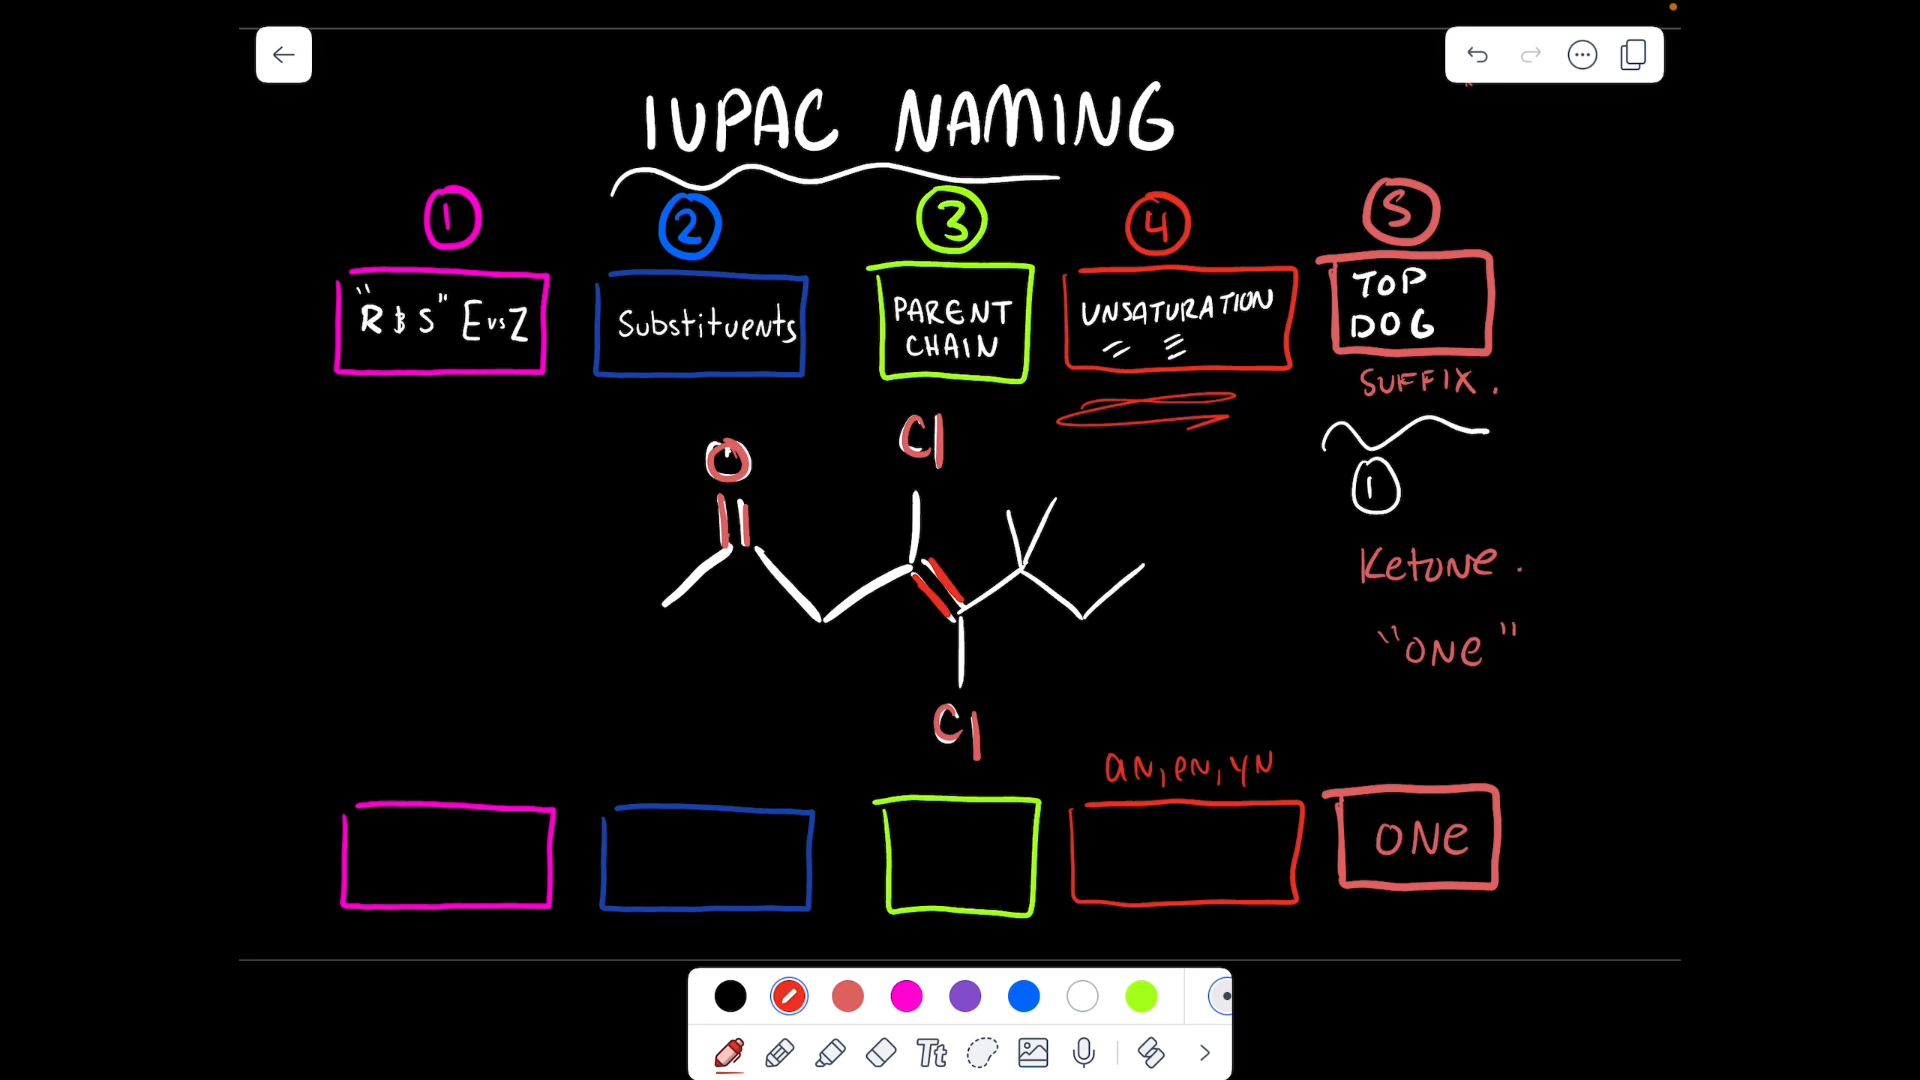 IUPAC NAMING
1 2 3 4 5
"R & S" E vs Z
Substituents
PARENT
CHAIN
UNSATURATION
TOP
DOG
SUFFIX.
1
Cl
O
Ketone.
"ONe"
Cl
aN, eN, yN
ONe
Tt